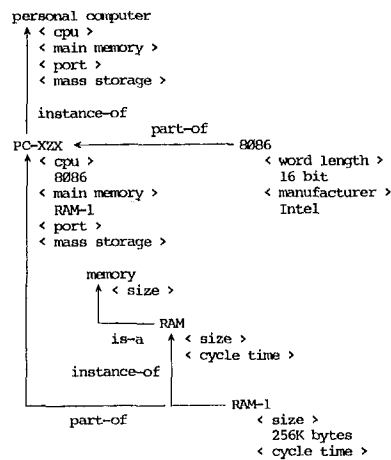 personal computer
< cpu >
< main memory >
< port >
< mass storage >
instance-of
part-of
PC-XZX 8086
< cpu > < word length >
8086 16 bit
< main memory > < manufacturer >
RAM-1 Intel
< port >
< mass storage >
memory
< size >
RAM < size >
is-a < cycle time >
instance-of
RAM-1
part-of < size >
256K bytes
< cycle time >